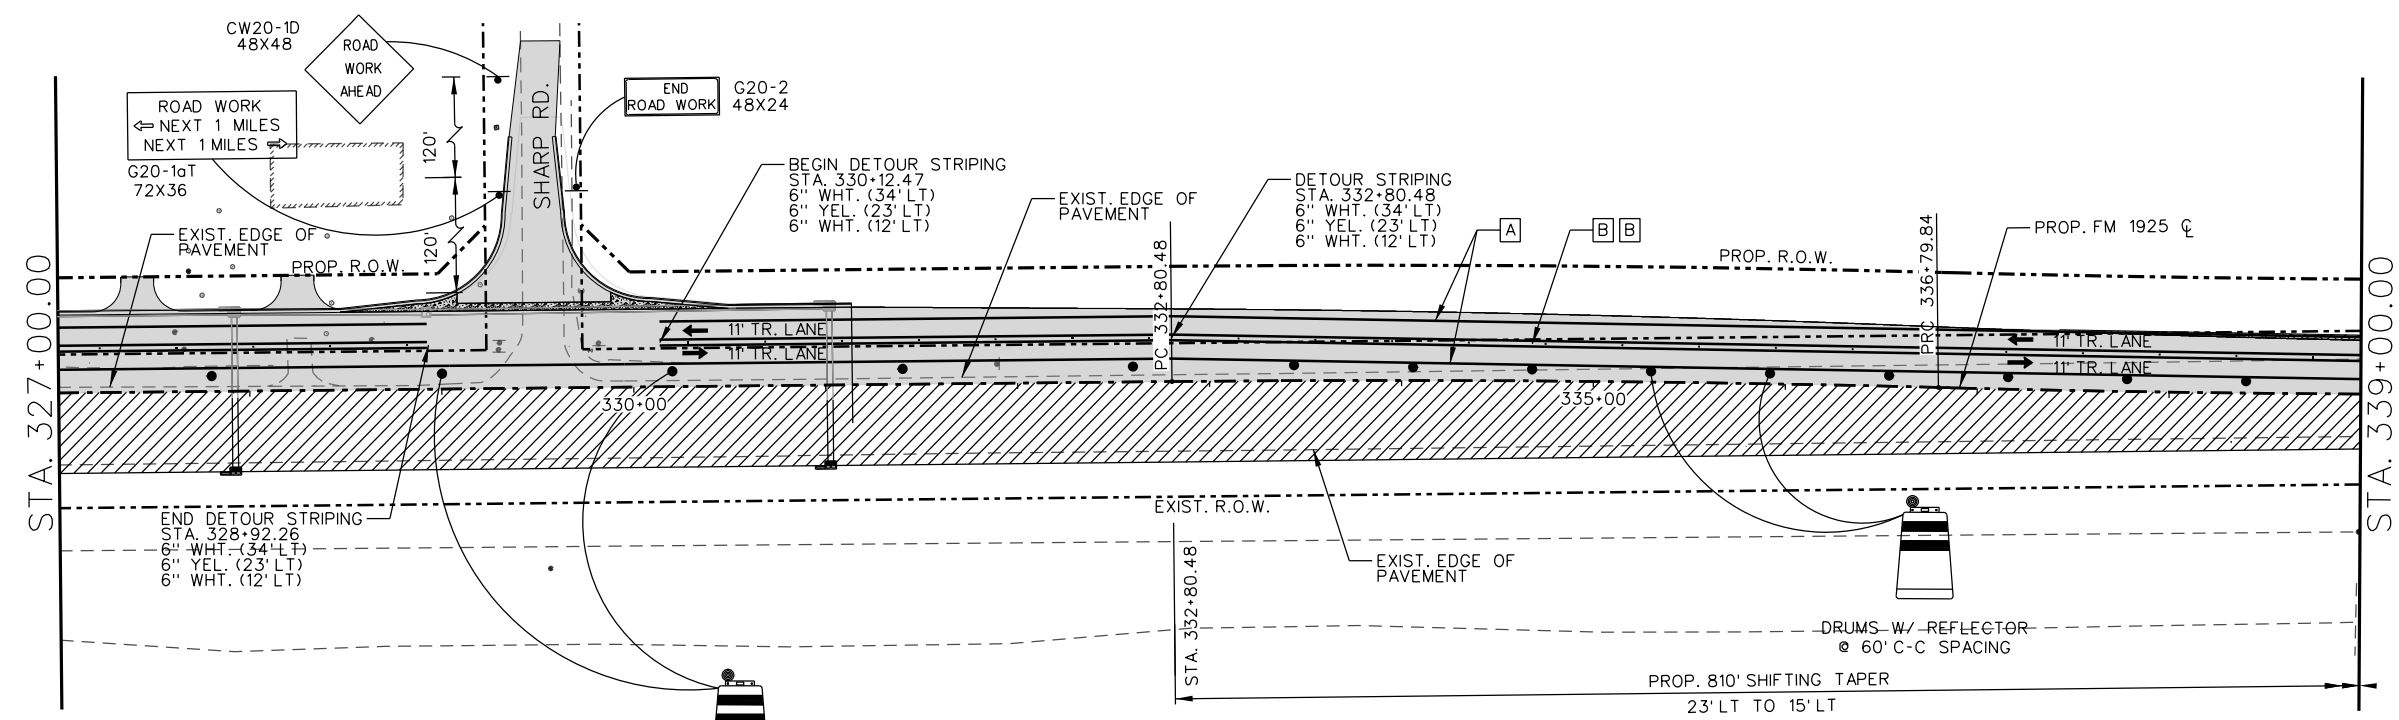 CW20-1D
48X48
ROAD
WORK
AHEAD
ROAD WORK
NEXT 1 MILES
NEXT 1 MILES
G20-1aT
72X36
120'
120'
SHARP RD.
END
ROAD WORK
G20-2
48X24
BEGIN DETOUR STRIPING
STA. 330+12.47
6" WHT. (34' LT)
6" YEL. (23' LT)
6" WHT. (12' LT)
EXIST. EDGE OF
PAVEMENT
DETOUR STRIPING
STA. 332+80.48
6" WHT. (34' LT)
6" YEL. (23' LT)
6" WHT. (12' LT)
A
B B
PROP. R.O.W.
PROP. FM 1925 ℄
EXIST. EDGE OF
PAVEMENT
PROP. R.O.W.
PC 332+80.48
PRC 336+79.84
STA. 327+00.00
STA. 339+00.00
11' TR. LANE
11' TR. LANE
11' TR. LANE
11' TR. LANE
330+00
335+00
END DETOUR STRIPING
STA. 328+92.26
6" WHT. (34' LT)
6" YEL. (23' LT)
6" WHT. (12' LT)
EXIST. R.O.W.
STA. 332+80.48
EXIST. EDGE OF
PAVEMENT
DRUMS W/ REFLECTOR
@ 60' C-C SPACING
PROP. 810' SHIFTING TAPER
23' LT TO 15' LT